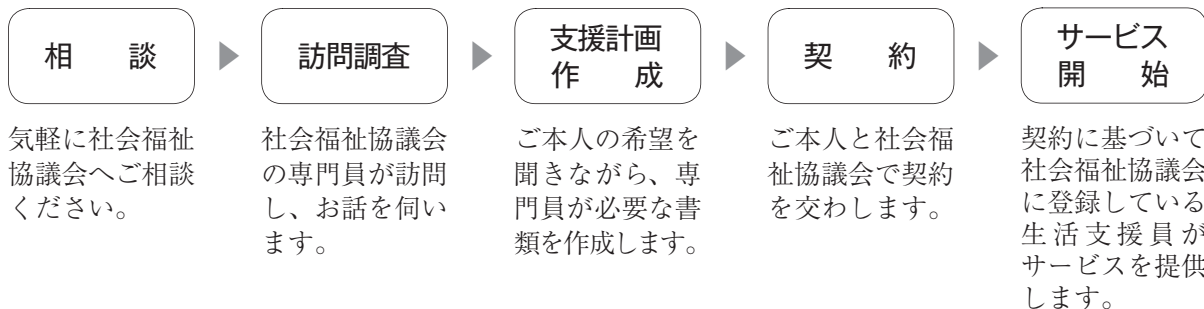 相　談
気軽に社会福祉
協議会へご相談
ください。
訪問調査
社会福祉協議会
の専門員が訪問
し、お話を伺い
ます。
支援計画
作　成
ご本人の希望を
聞きながら、専
門員が必要な書
類を作成します。
契　約
ご本人と社会福
祉協議会で契約
を交わします。
サービス
開　始
契約に基づいて
社会福祉協議会
に登録している
生活支援員が
サービスを提供
します。